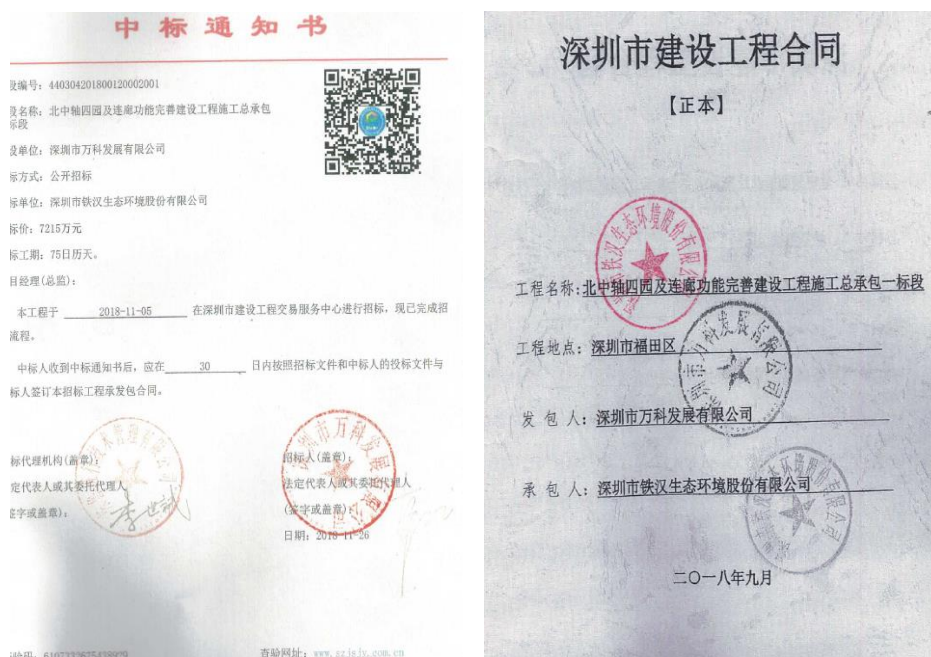 中标通知书
段编号：440304201800120002001
段名称：北中轴四园及连廊功能完善建设工程施工总承包
标段
设单位：深圳市万科发展有限公司
标方式：公开招标
标单位：深圳市铁汉生态环境股份有限公司
标价：7215万元
标工期：75日历天。
目经理(总监)：
本工程于 2018-11-05 在深圳市建设工程交易服务中心进行招标，现已完成招
流程。
中标人收到中标通知书后，应在 30 日内按照招标文件和中标人的投标文件与
标人签订本招标工程承发包合同。
标代理机构(盖章)：
定代表人或其委托代理人
签字或盖章)：
招标人(盖章)：
法定代表人或其委托代理人
(签字或盖章)：
日期：2018-11-26
查验网址：www.szjsjy.com.cn
深圳市建设工程合同
【正本】
工程名称：北中轴四园及连廊功能完善建设工程施工总承包一标段
工程地点：深圳市福田区
发包人：深圳市万科发展有限公司
承包人：深圳市铁汉生态环境股份有限公司
二〇一八年九月